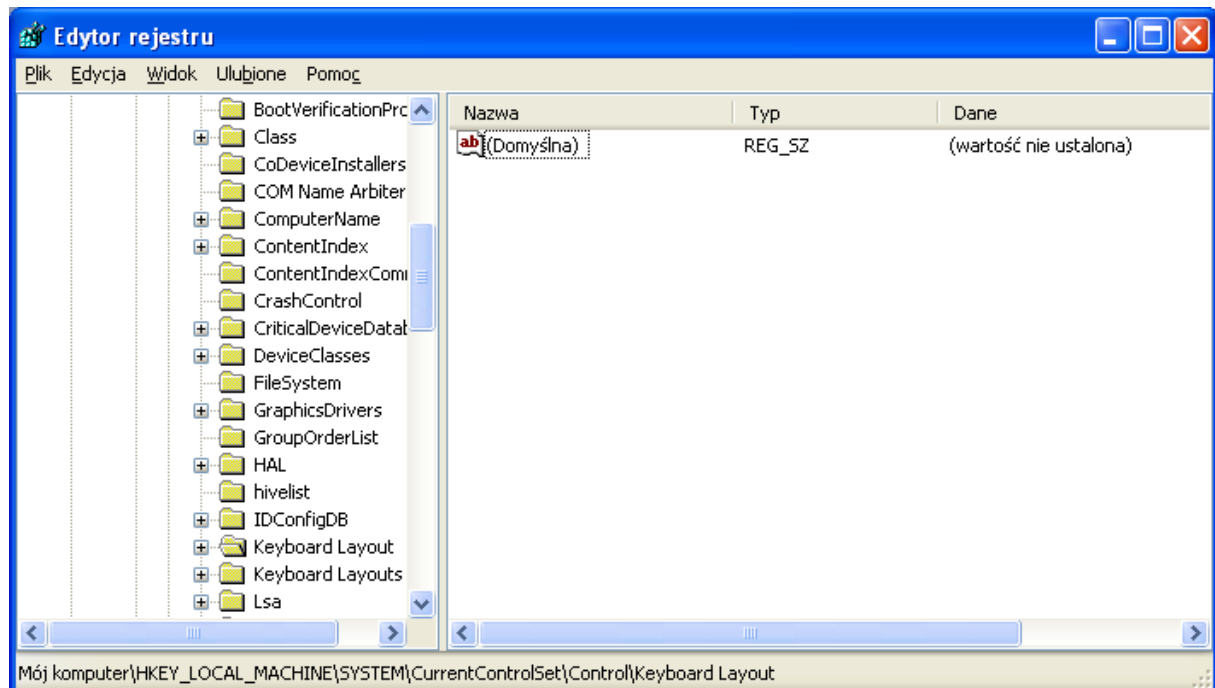 Edytor rejestru
Plik Edycja Widok Ulubione Pomoc
BootVerificationPrc
Class
CoDeviceInstallers
COM Name Arbiter
ComputerName
ContentIndex
ContentIndexComm
CrashControl
CriticalDeviceDatab
DeviceClasses
FileSystem
GraphicsDrivers
GroupOrderList
HAL
hivelist
IDConfigDB
Keyboard Layout
Keyboard Layouts
Lsa
Nazwa Typ Dane
ab (Domyślna) REG_SZ (wartość nie ustalona)
Mój komputer\HKEY_LOCAL_MACHINE\SYSTEM\CurrentControlSet\Control\Keyboard Layout